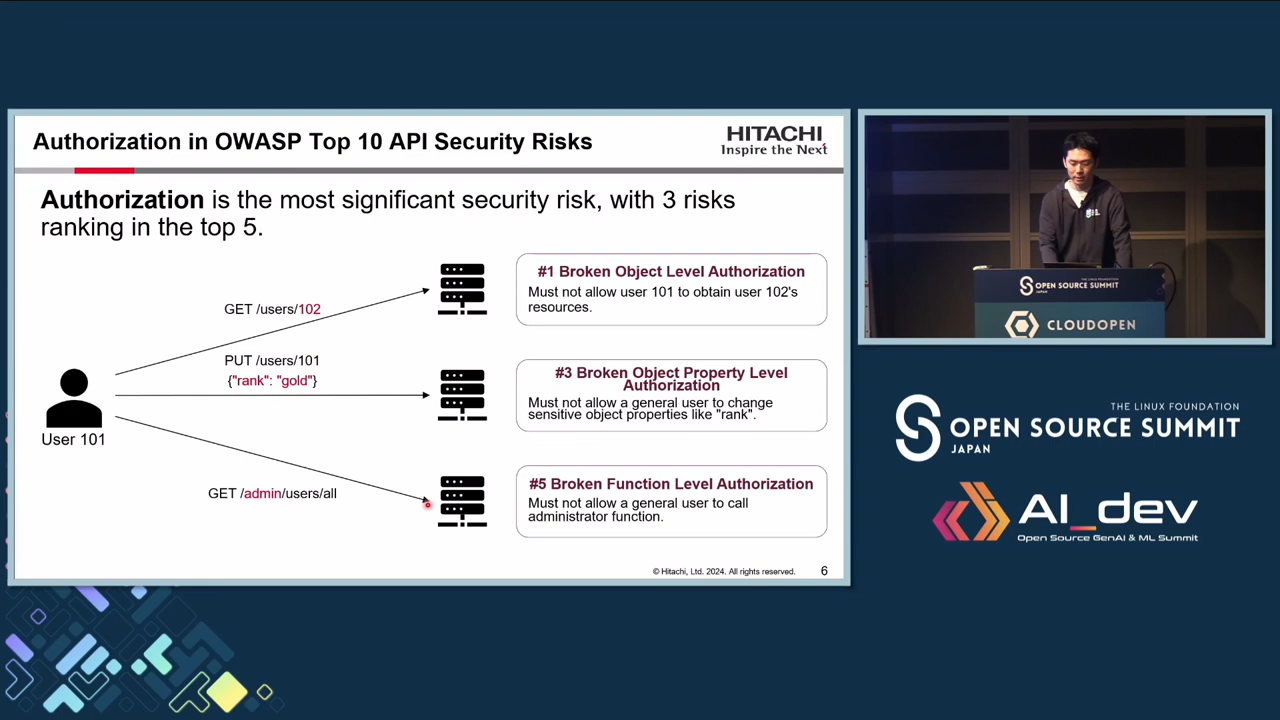 Authorization in OWASP Top 10 API Security Risks
HITACHI
Inspire the Next
Authorization is the most significant security risk, with 3 risks
ranking in the top 5.
GET /users/102
#1 Broken Object Level Authorization
Must not allow user 101 to obtain user 102's
resources.
PUT /users/101
{"rank": "gold"}
#3 Broken Object Property Level
Authorization
Must not allow a general user to change
sensitive object properties like "rank".
User 101
GET /admin/users/all
#5 Broken Function Level Authorization
Must not allow a general user to call
administrator function.
© Hitachi, Ltd. 2024. All rights reserved.
6
THE LINUX FOUNDATION
OPEN SOURCE SUMMIT
JAPAN
CLOUDOPEN
THE LINUX FOUNDATION
OPEN SOURCE SUMMIT
JAPAN
AI_dev
Open Source GenAI & ML Summit